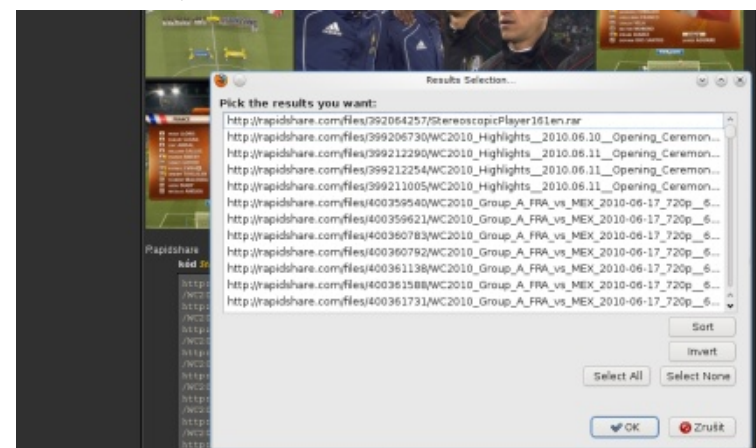 Results Selection...
Pick the results you want:
http://rapidshare.com/files/392064257/StereoscopicPlayer161en.rar
http://rapidshare.com/files/399206730/WC2010_Highlights__2010.06.10__Opening_Ceremon...
http://rapidshare.com/files/399212290/WC2010_Highlights__2010.06.11__Opening_Ceremon...
http://rapidshare.com/files/399212254/WC2010_Highlights__2010.06.11__Opening_Ceremon...
http://rapidshare.com/files/399211005/WC2010_Highlights__2010.06.11__Opening_Ceremon...
http://rapidshare.com/files/400359540/WC2010_Group_A_FRA_vs_MEX_2010-06-17_720p__6...
http://rapidshare.com/files/400359621/WC2010_Group_A_FRA_vs_MEX_2010-06-17_720p__6...
http://rapidshare.com/files/400360783/WC2010_Group_A_FRA_vs_MEX_2010-06-17_720p__6...
http://rapidshare.com/files/400360792/WC2010_Group_A_FRA_vs_MEX_2010-06-17_720p__6...
http://rapidshare.com/files/400361138/WC2010_Group_A_FRA_vs_MEX_2010-06-17_720p__6...
http://rapidshare.com/files/400361588/WC2010_Group_A_FRA_vs_MEX_2010-06-17_720p__6...
http://rapidshare.com/files/400361731/WC2010_Group_A_FRA_vs_MEX_2010-06-17_720p__6...
Sort
Invert
Select All Select None
OK Zrušit
FRANCE
Rapidshare
kód